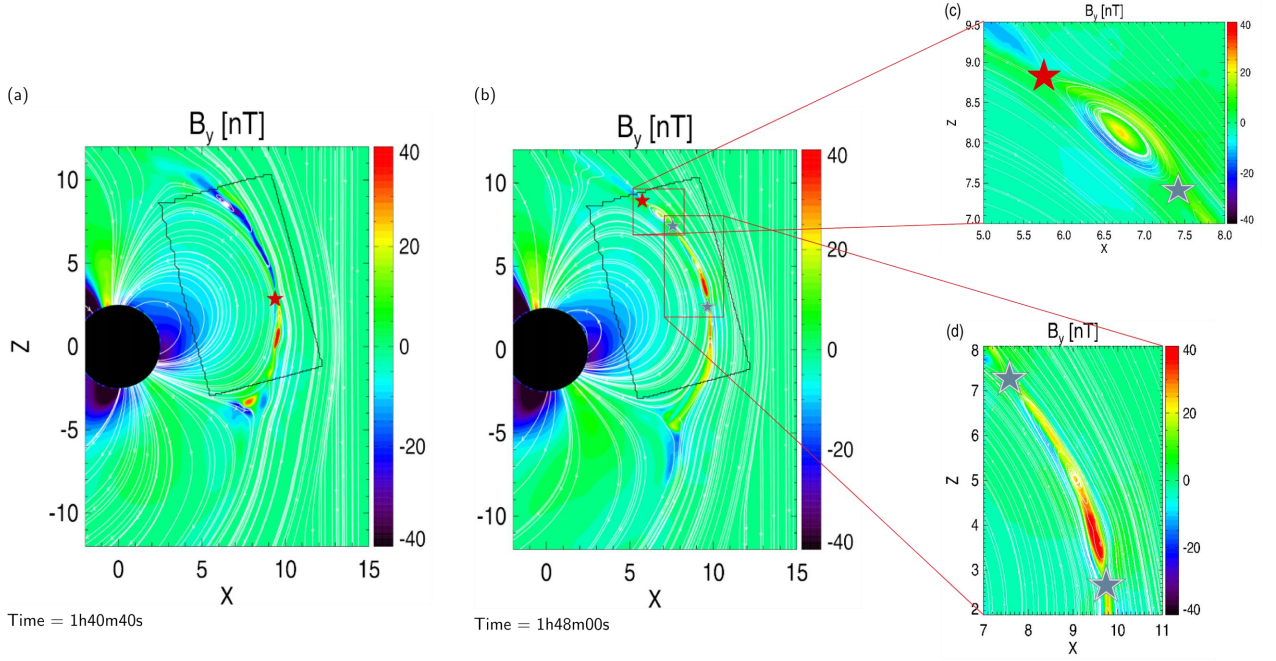 (a)
B_y [nT]
10
5
0
-5
-10
Z
0 5 10 15
X
40
20
0
-20
-40
Time = 1h40m40s
(b)
B_y [nT]
10
5
0
-5
-10
0 5 10 15
X
40
20
0
-20
-40
Time = 1h48m00s
(c)
B_y [nT]
9.5
9.0
8.5
8.0
7.5
7.0
Z
5.0 5.5 6.0 6.5 7.0 7.5 8.0
X
40
20
0
-20
-40
(d)
B_y [nT]
8
7
6
5
4
3
2
Z
7 8 9 10 11
X
40
20
0
-20
-40